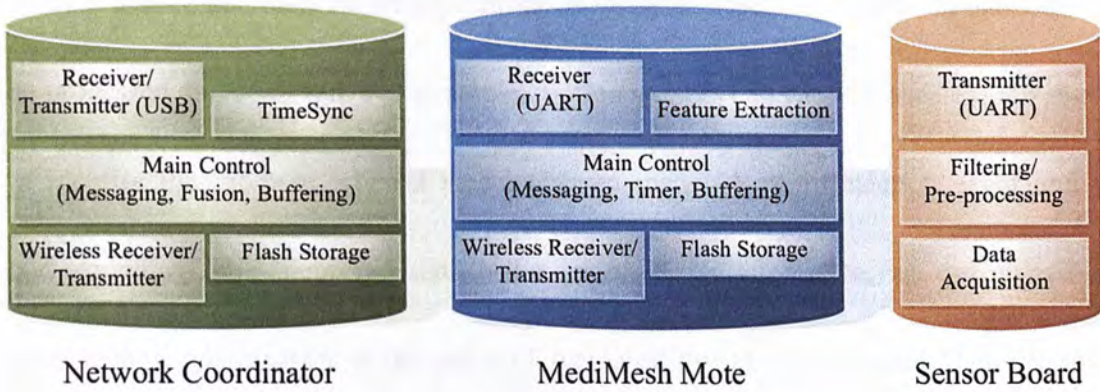 Receiver/
Transmitter (USB)
TimeSync
Main Control
(Messaging, Fusion, Buffering)
Wireless Receiver/
Transmitter
Flash Storage
Network Coordinator
Receiver
(UART)
Feature Extraction
Main Control
(Messaging, Timer, Buffering)
Wireless Receiver/
Transmitter
Flash Storage
MediMesh Mote
Transmitter
(UART)
Filtering/
Pre-processing
Data
Acquisition
Sensor Board